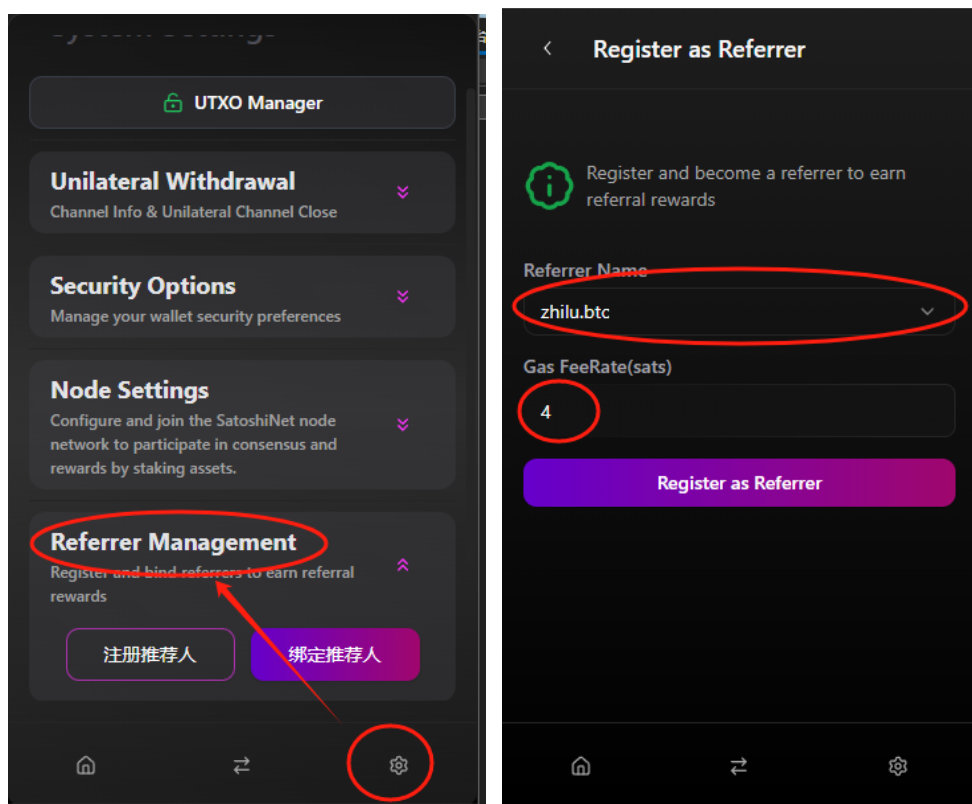 System Settings
UTXO Manager
Unilateral Withdrawal
Channel Info & Unilateral Channel Close
Security Options
Manage your wallet security preferences
Node Settings
Configure and join the SatoshiNet node
network to participate in consensus and
rewards by staking assets.
Referrer Management
Register and bind referrers to earn referral
rewards
注册推荐人
绑定推荐人
Register as Referrer
Register and become a referrer to earn
referral rewards
Referrer Name
zhilu.btc
Gas FeeRate(sats)
4
Register as Referrer